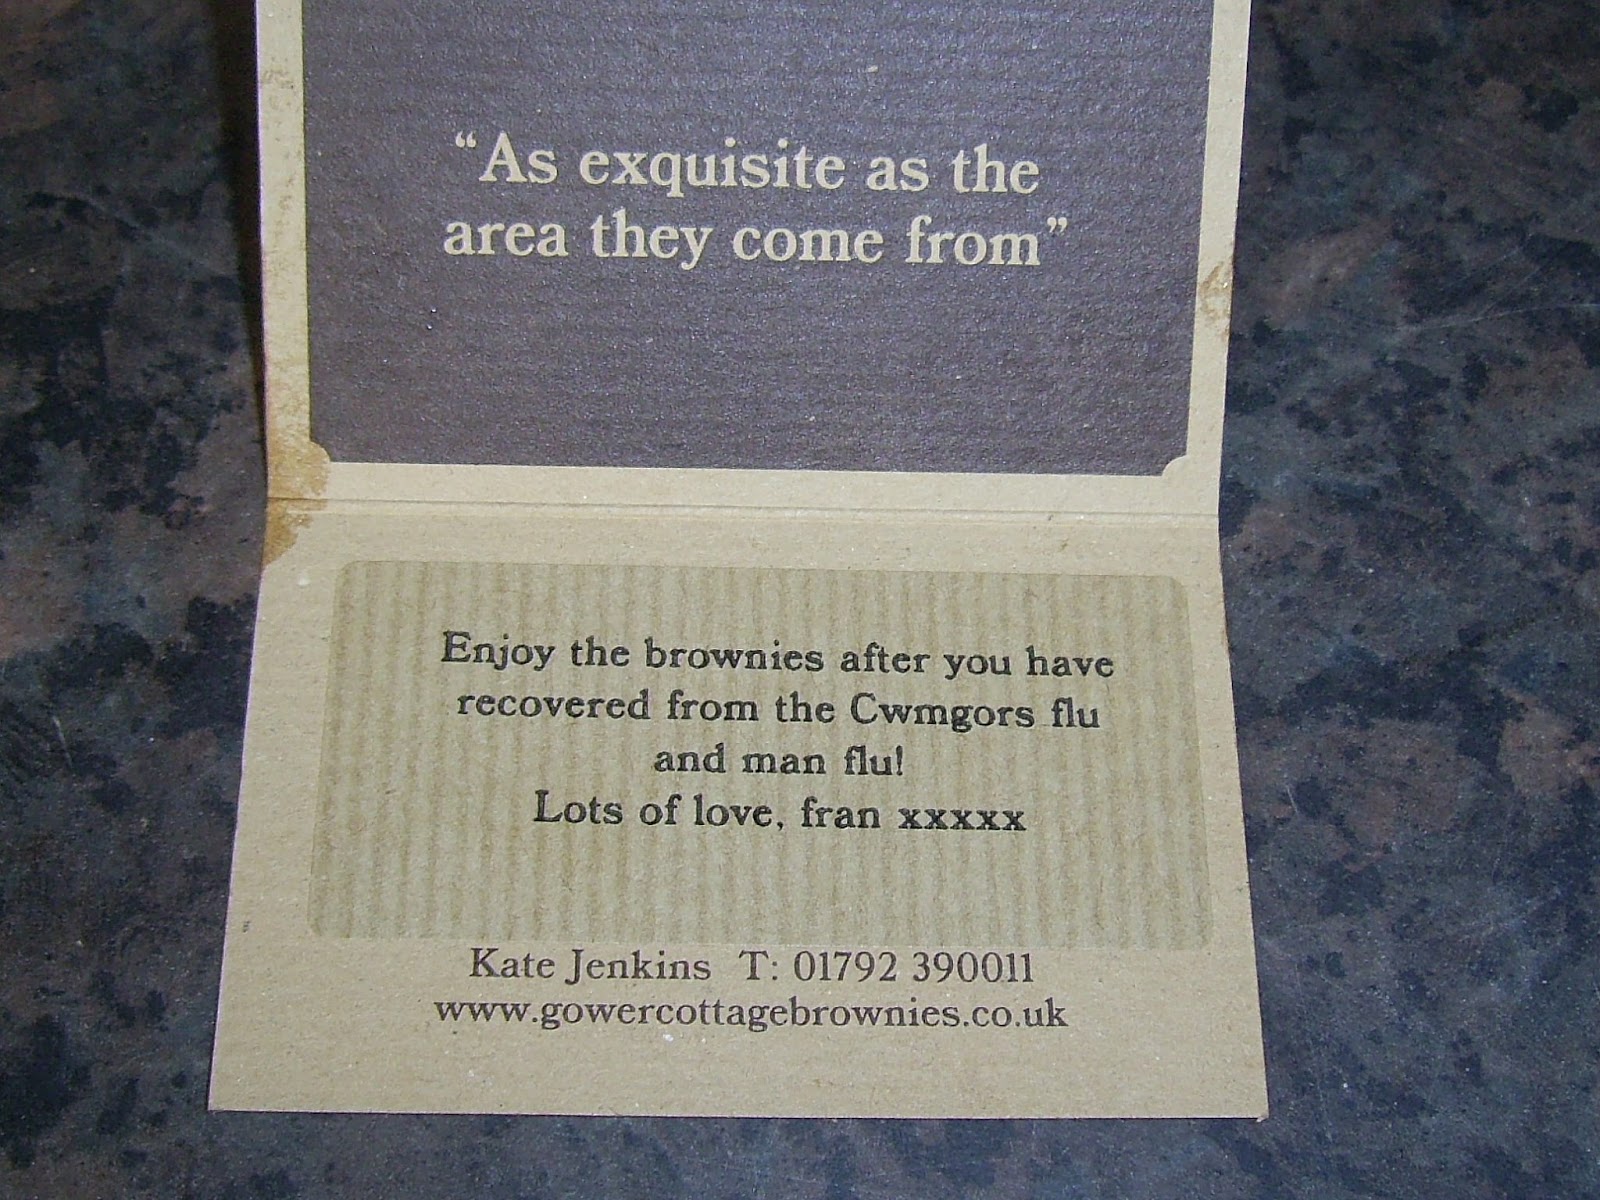 “As exquisite as the
area they come from”
Enjoy the brownies after you have
recovered from the Cwmgors flu
and man flu!
Lots of love, fran xxxxx
Kate Jenkins T: 01792 390011
www.gowercottagebrownies.co.uk